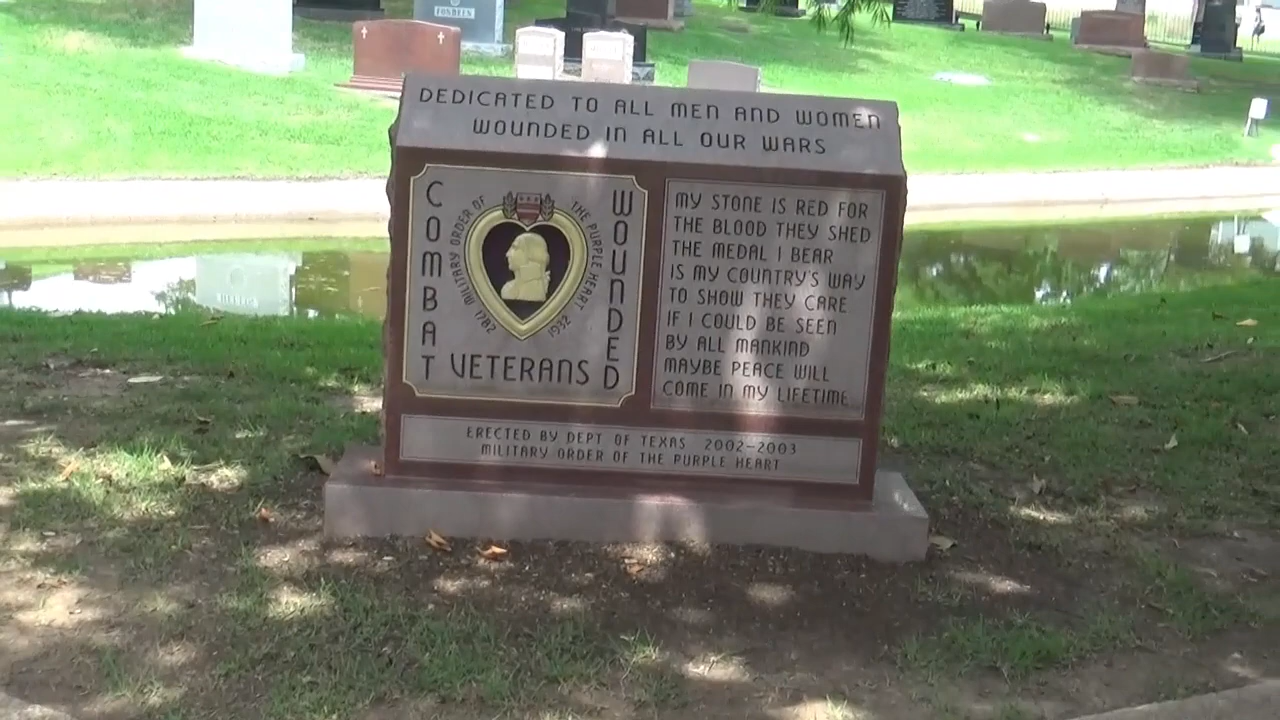 FONDREN
DEDICATED TO ALL MEN AND WOMEN
WOUNDED IN ALL OUR WARS
COMBAT
WOUNDED
VETERANS
MILITARY ORDER OF
THE PURPLE HEART
1782
1932
MY STONE IS RED FOR
THE BLOOD THEY SHED
THE MEDAL I BEAR
IS MY COUNTRY'S WAY
TO SHOW THEY CARE
IF I COULD BE SEEN
BY ALL MANKIND
MAYBE PEACE WILL
COME IN MY LIFETIME
ERECTED BY DEPT OF TEXAS 2002-2003
MILITARY ORDER OF THE PURPLE HEART